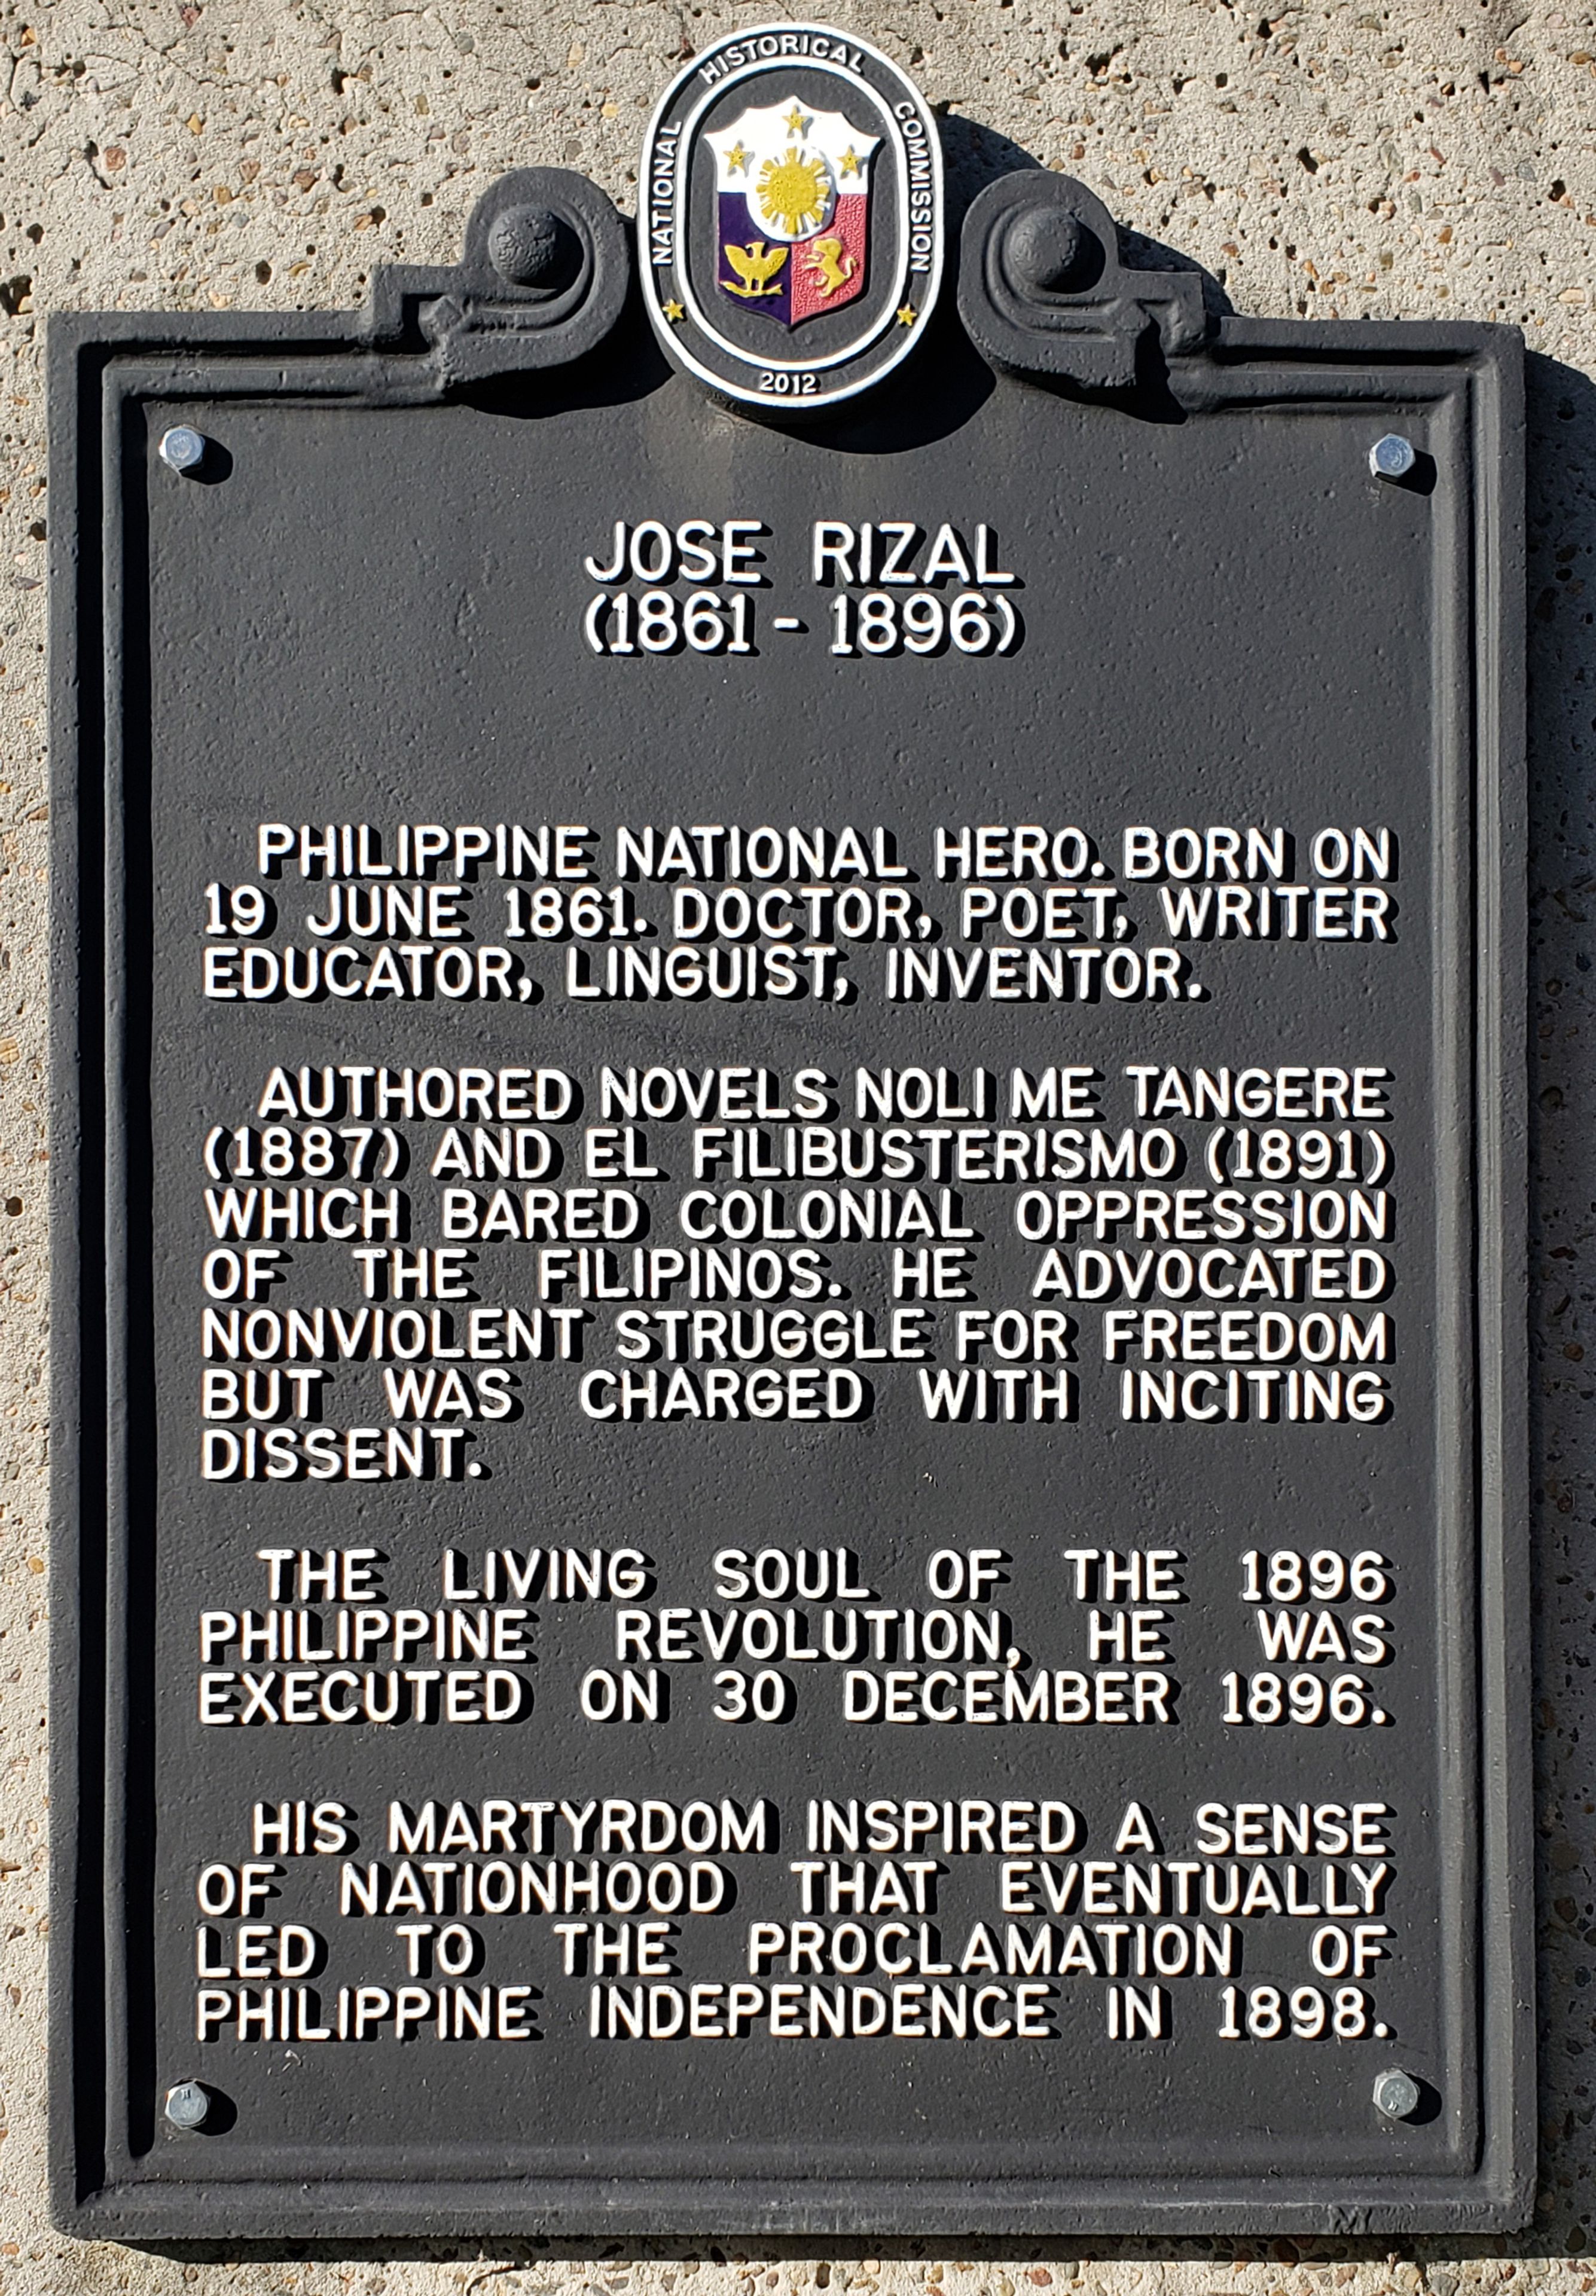 NATIONAL HISTORICAL COMMISSION
2012
JOSE RIZAL
(1861 - 1896)
PHILIPPINE NATIONAL HERO. BORN ON
19 JUNE 1861. DOCTOR, POET, WRITER
EDUCATOR, LINGUIST, INVENTOR.
AUTHORED NOVELS NOLI ME TANGERE
(1887) AND EL FILIBUSTERISMO (1891)
WHICH BARED COLONIAL OPPRESSION
OF THE FILIPINOS. HE ADVOCATED
NONVIOLENT STRUGGLE FOR FREEDOM
BUT WAS CHARGED WITH INCITING
DISSENT.
THE LIVING SOUL OF THE 1896
PHILIPPINE REVOLUTION, HE WAS
EXECUTED ON 30 DECEMBER 1896.
HIS MARTYRDOM INSPIRED A SENSE
OF NATIONHOOD THAT EVENTUALLY
LED TO THE PROCLAMATION OF
PHILIPPINE INDEPENDENCE IN 1898.